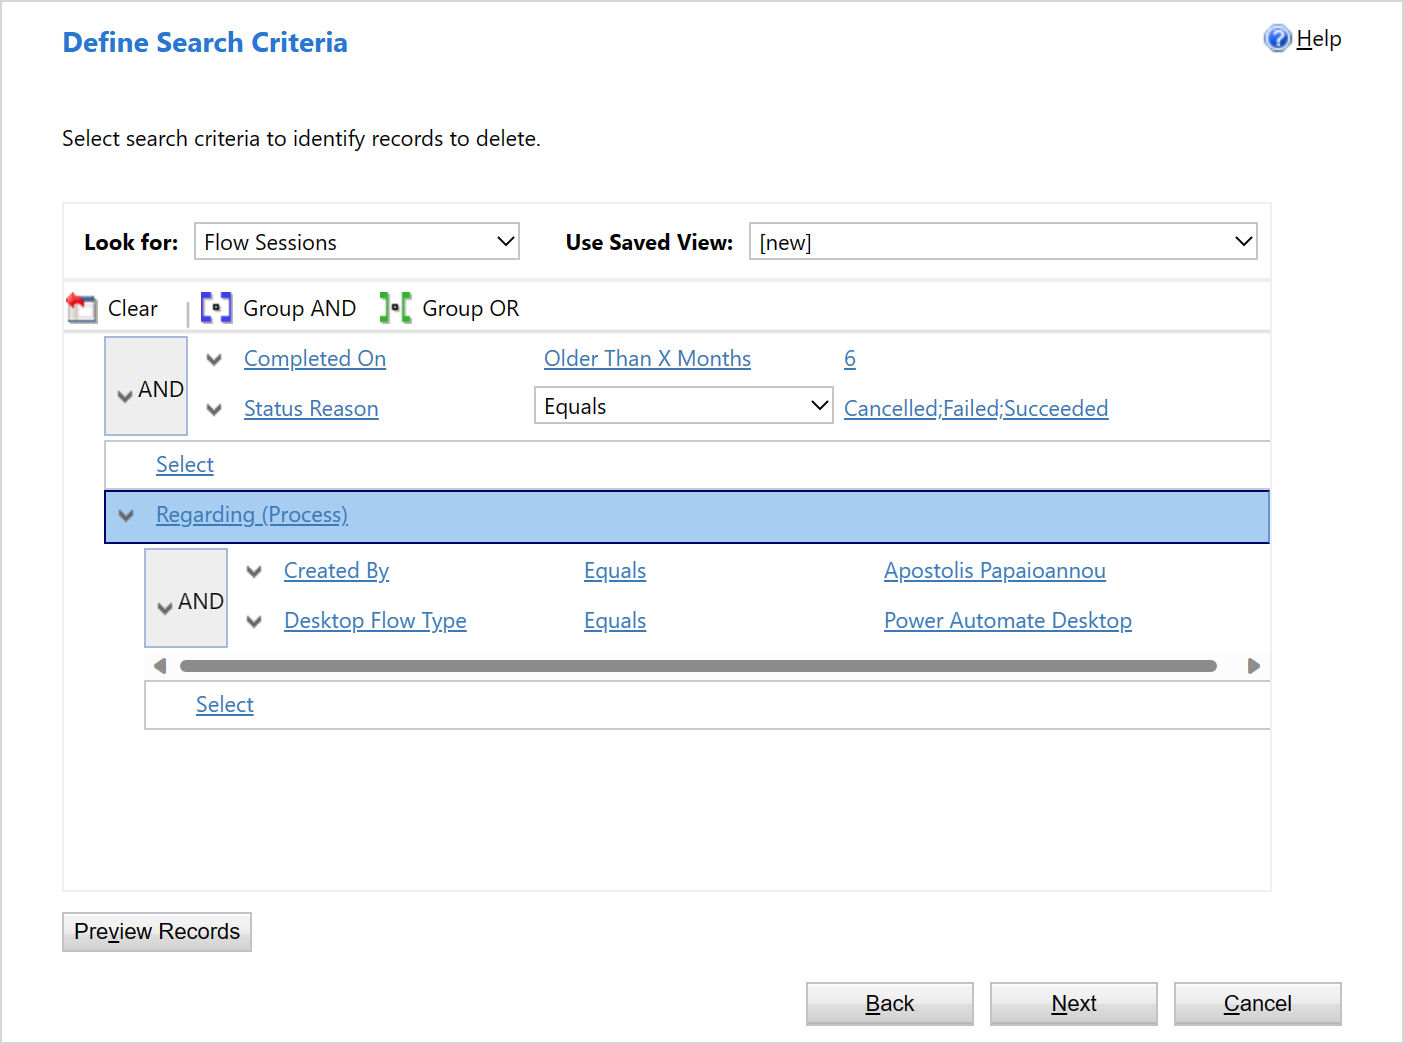 Define Search Criteria
Help
Select search criteria to identify records to delete.
Look for: Flow Sessions Use Saved View: [new]
Clear Group AND Group OR
AND
Completed On Older Than X Months 6
Status Reason Equals Cancelled;Failed;Succeeded
Select
Regarding (Process)
AND
Created By Equals Apostolis Papaioannou
Desktop Flow Type Equals Power Automate Desktop
Select
Preview Records
Back Next Cancel